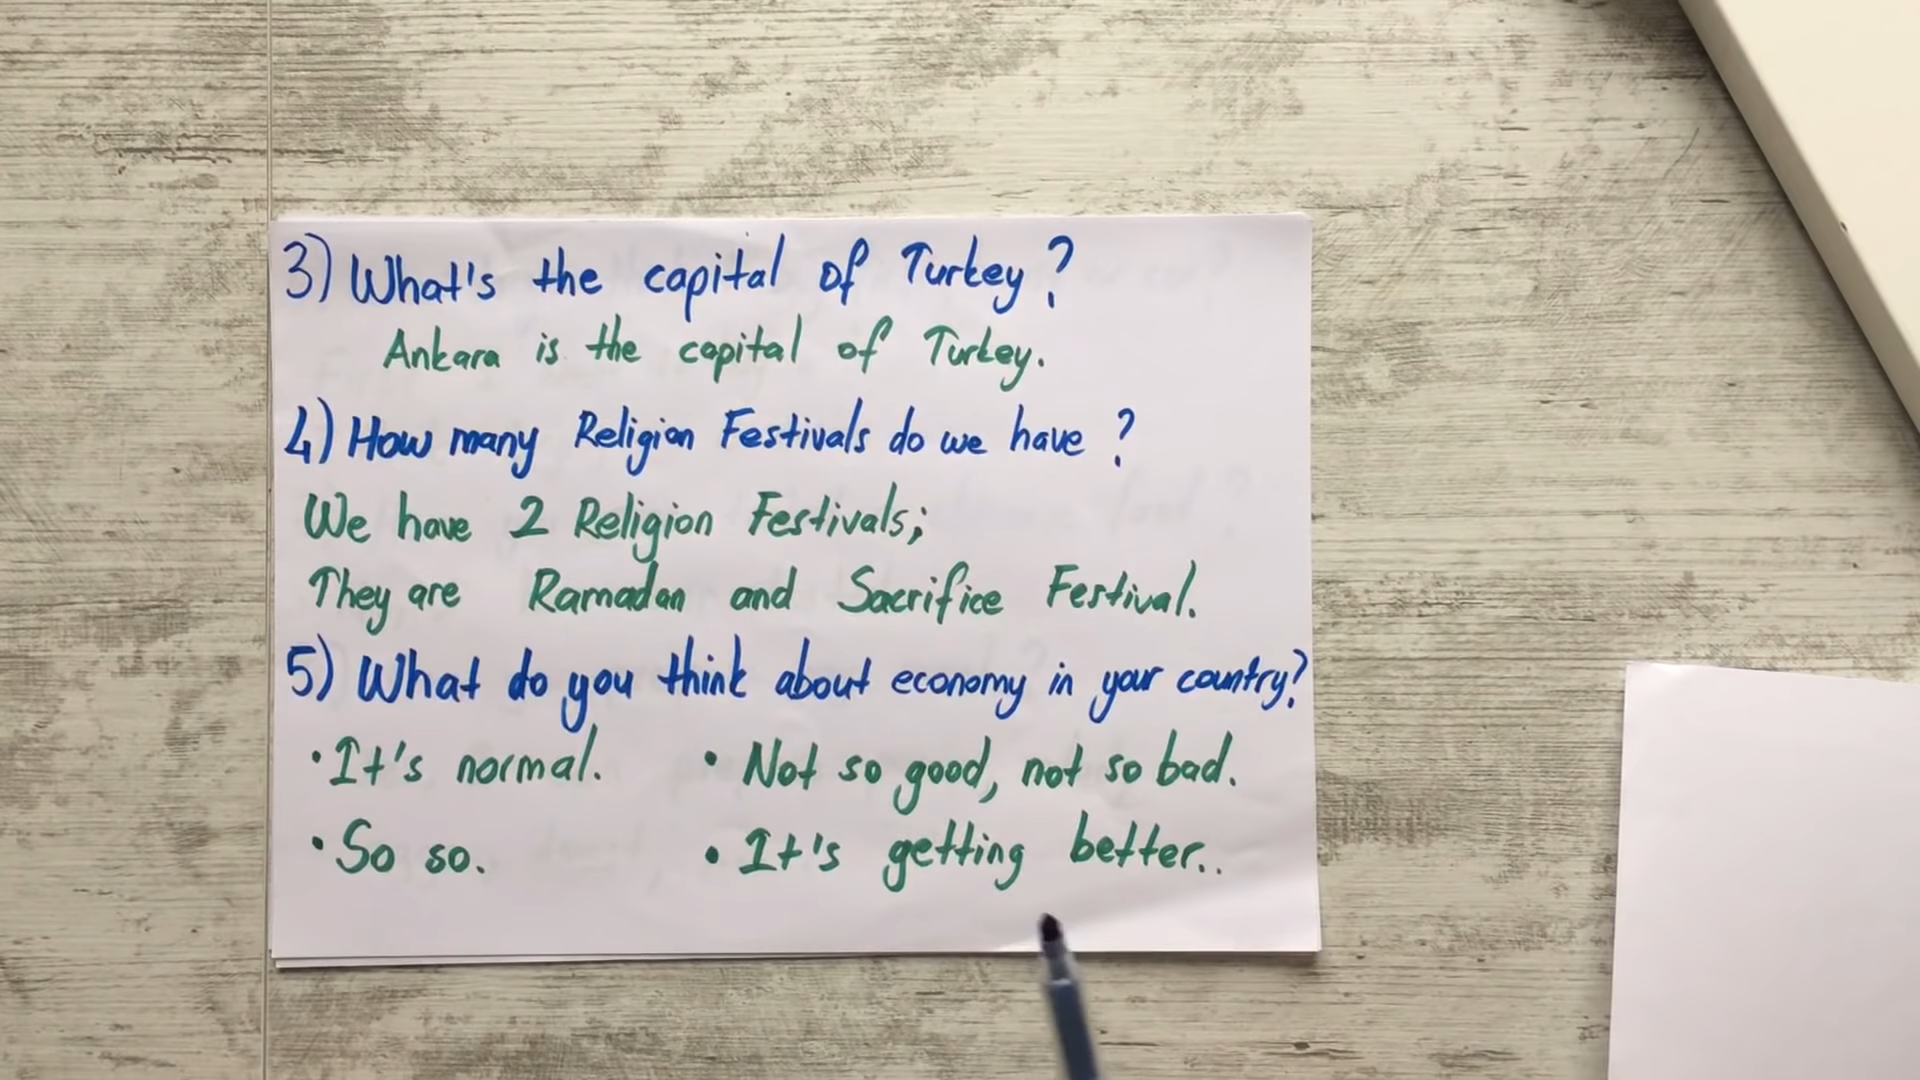 3) What's the capital of Turkey?
Ankara is the capital of Turkey.
4) How many Religion Festivals do we have?
We have 2 Religion Festivals;
They are Ramadan and Sacrifice Festival.
5) What do you think about economy in your country?
• It's normal. • Not so good, not so bad.
• So so. • It's getting better..